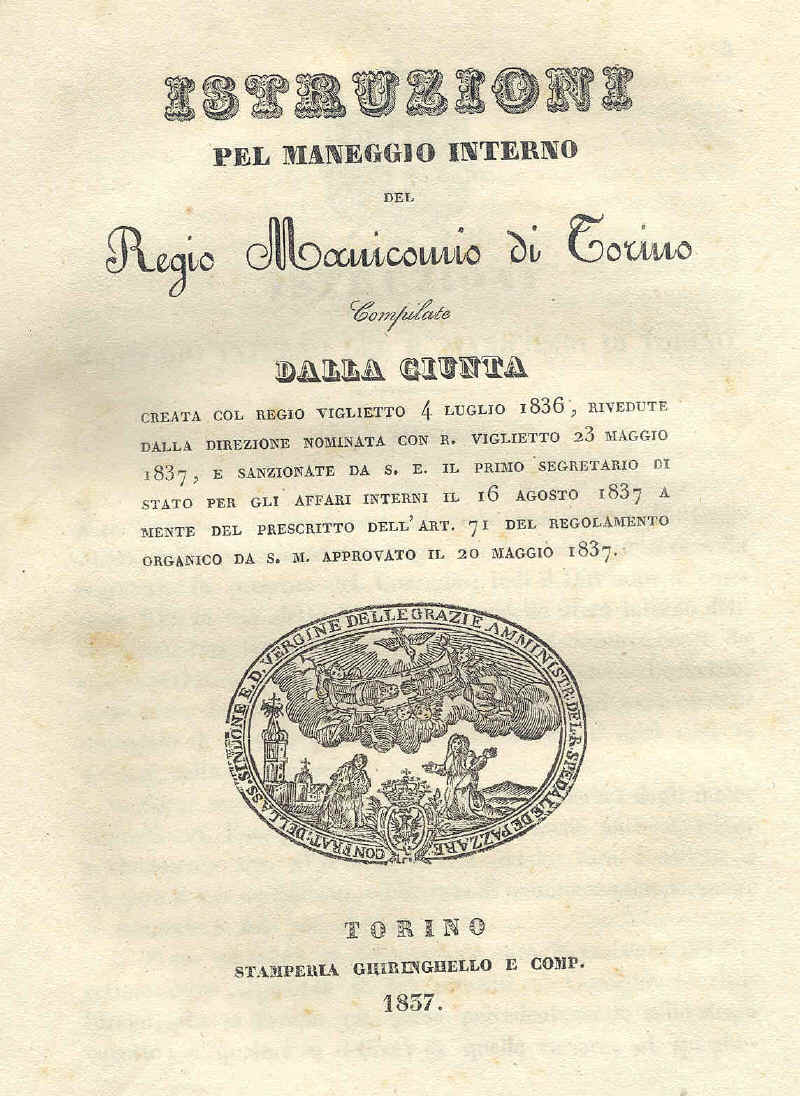 ISTRUZIONI
PEL MANEGGIO INTERNO
DEL
Regio Manicomio di Torino
Compilate
DALLA GIUNTA
CREATA COL REGIO VIGLIETTO 4 LUGLIO 1836, RIVEDUTE
DALLA DIREZIONE NOMINATA CON R. VIGLIETTO 23 MAGGIO
1837, E SANZIONATE DA S. E. IL PRIMO SEGRETARIO DI
STATO PER GLI AFFARI INTERNI IL 16 AGOSTO 1837 A
MENTE DEL PRESCRITTO DELL'ART. 71 DEL REGOLAMENTO
ORGANICO DA S. M. APPROVATO IL 20 MAGGIO 1837.
CONFRAT. DELLA SS. SINDONE E. D. VERGINE DELLE GRAZIE AMMINISTR. DEL R. SPEDALE DE PAZZARELL
TORINO
STAMPERIA GHIRINGHELLO E COMP.
1837.